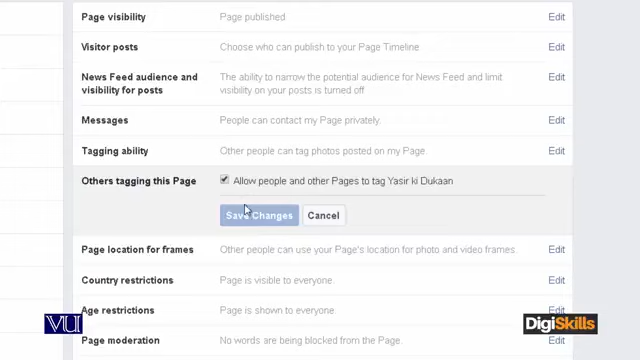 Page visibility Page published Edit
Visitor posts Choose who can publish to your Page Timeline Edit
News Feed audience and The ability to narrow the potential audience for News Feed and limit Edit
visibility for posts visibility on your posts is turned off
Messages People can contact my Page privately. Edit
Tagging ability Other people can tag photos posted on my Page. Edit
Others tagging this Page Allow people and other Pages to tag Yasir ki Dukaan
Save Changes Cancel
Page location for frames Other people can use your Page's location for photo and video frames. Edit
Country restrictions Page is visible to everyone. Edit
Age restrictions Page is shown to everyone. Edit
VU DigiSkills
Page moderation No words are being blocked from the Page. Edit